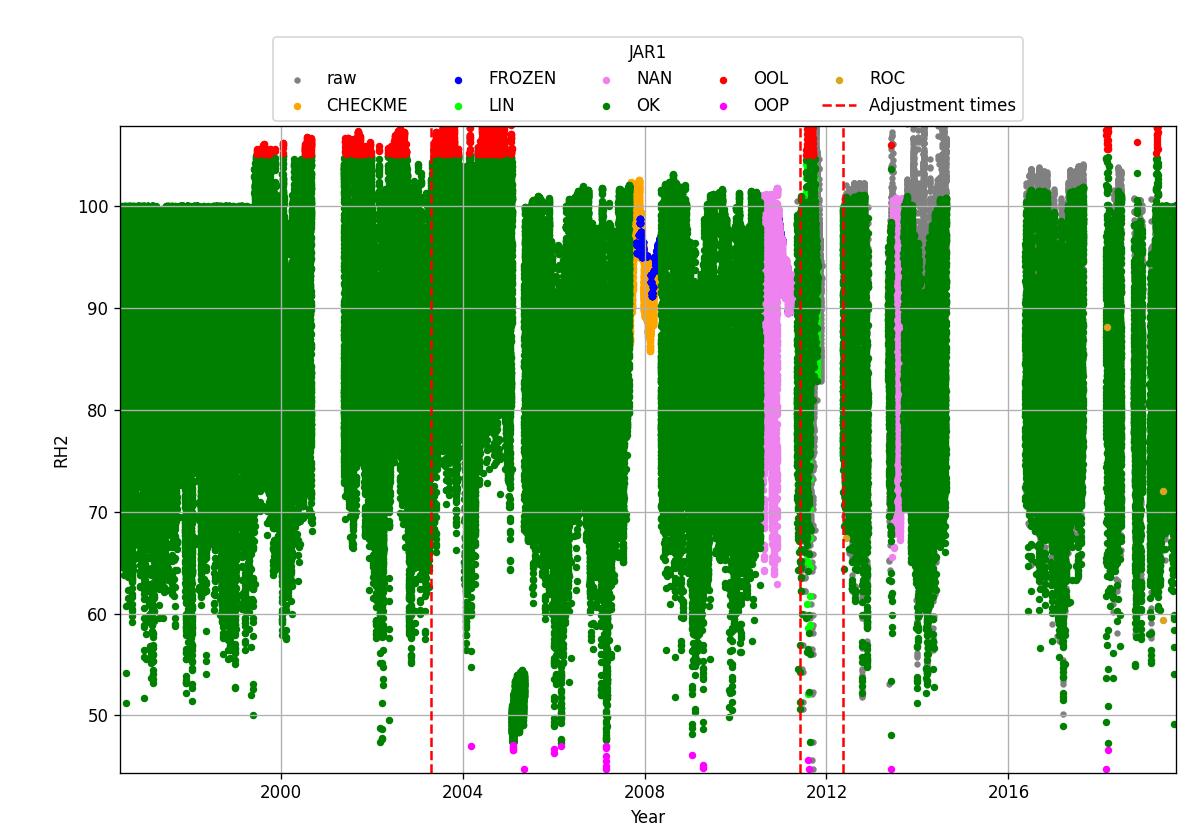 JAR1
raw FROZEN NAN OOL ROC
CHECKME LIN OK OOP Adjustment times
100
90
80
70
60
50
RH2
2000 2004 2008 2012 2016
Year